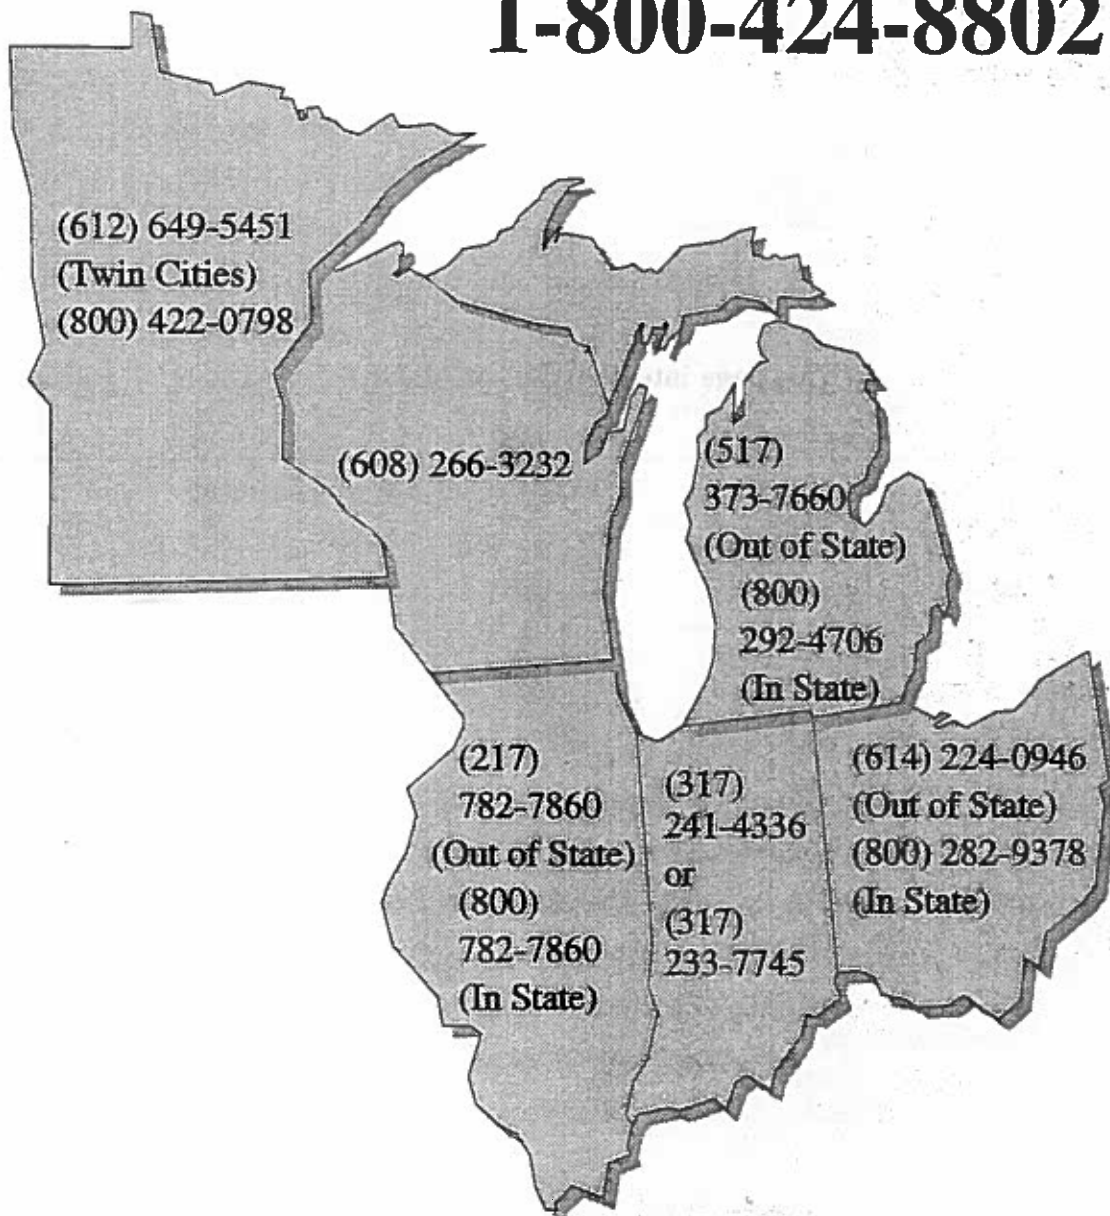 1-800-424-8802
(612) 649-5451
(Twin Cities)
(800) 422-0798
(608) 266-3232
(517)
373-7660
(Out of State)
(800)
292-4706
(In State)
(217)
782-7860
(Out of State)
(800)
782-7860
(In State)
(317)
241-4336
or
(317)
233-7745
(614) 224-0946
(Out of State)
(800) 282-9378
(In State)